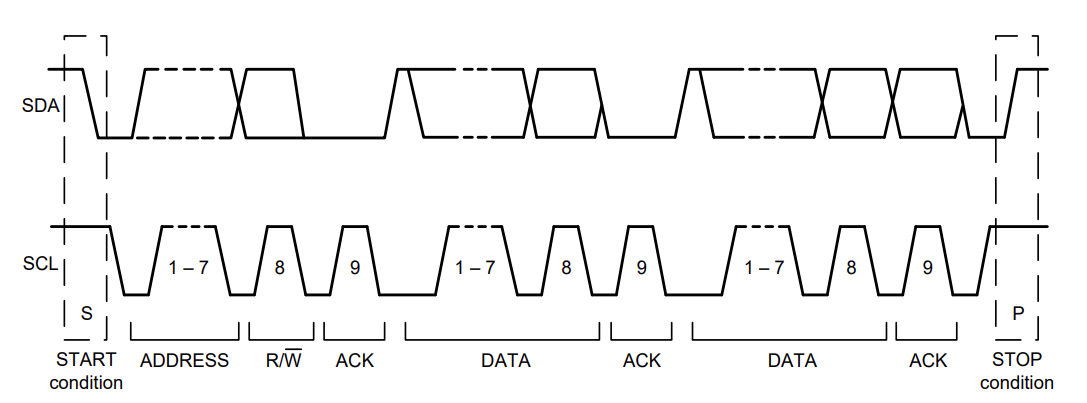 SDA
SCL
1 – 7
8
9
1 – 7
8
9
1 – 7
8
9
S
P
START
condition
ADDRESS
R/W̅
ACK
DATA
ACK
DATA
ACK
STOP
condition